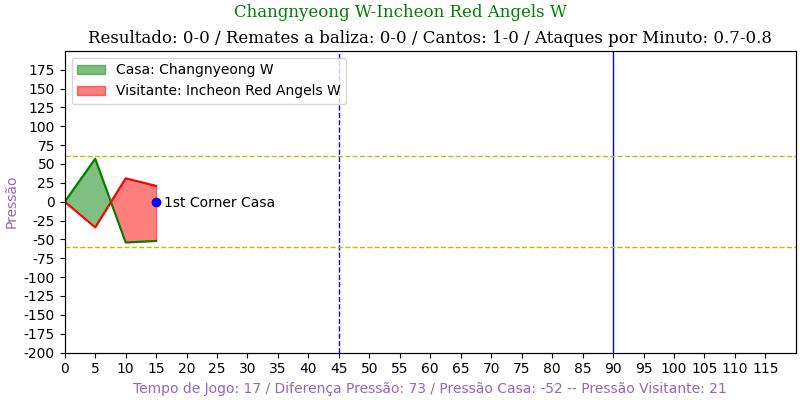 Changnyeong W-Incheon Red Angels W
Resultado: 0-0 / Remates a baliza: 0-0 / Cantos: 1-0 / Ataques por Minuto: 0.7-0.8
Casa: Changnyeong W
Visitante: Incheon Red Angels W
175
150
125
100
75
50
25
0
-25
-50
-75
-100
-125
-150
-175
-200
Pressão
1st Corner Casa
0 5 10 15 20 25 30 35 40 45 50 55 60 65 70 75 80 85 90 95 100 105 110 115
Tempo de Jogo: 17 / Diferença Pressão: 73 / Pressão Casa: -52 -- Pressão Visitante: 21